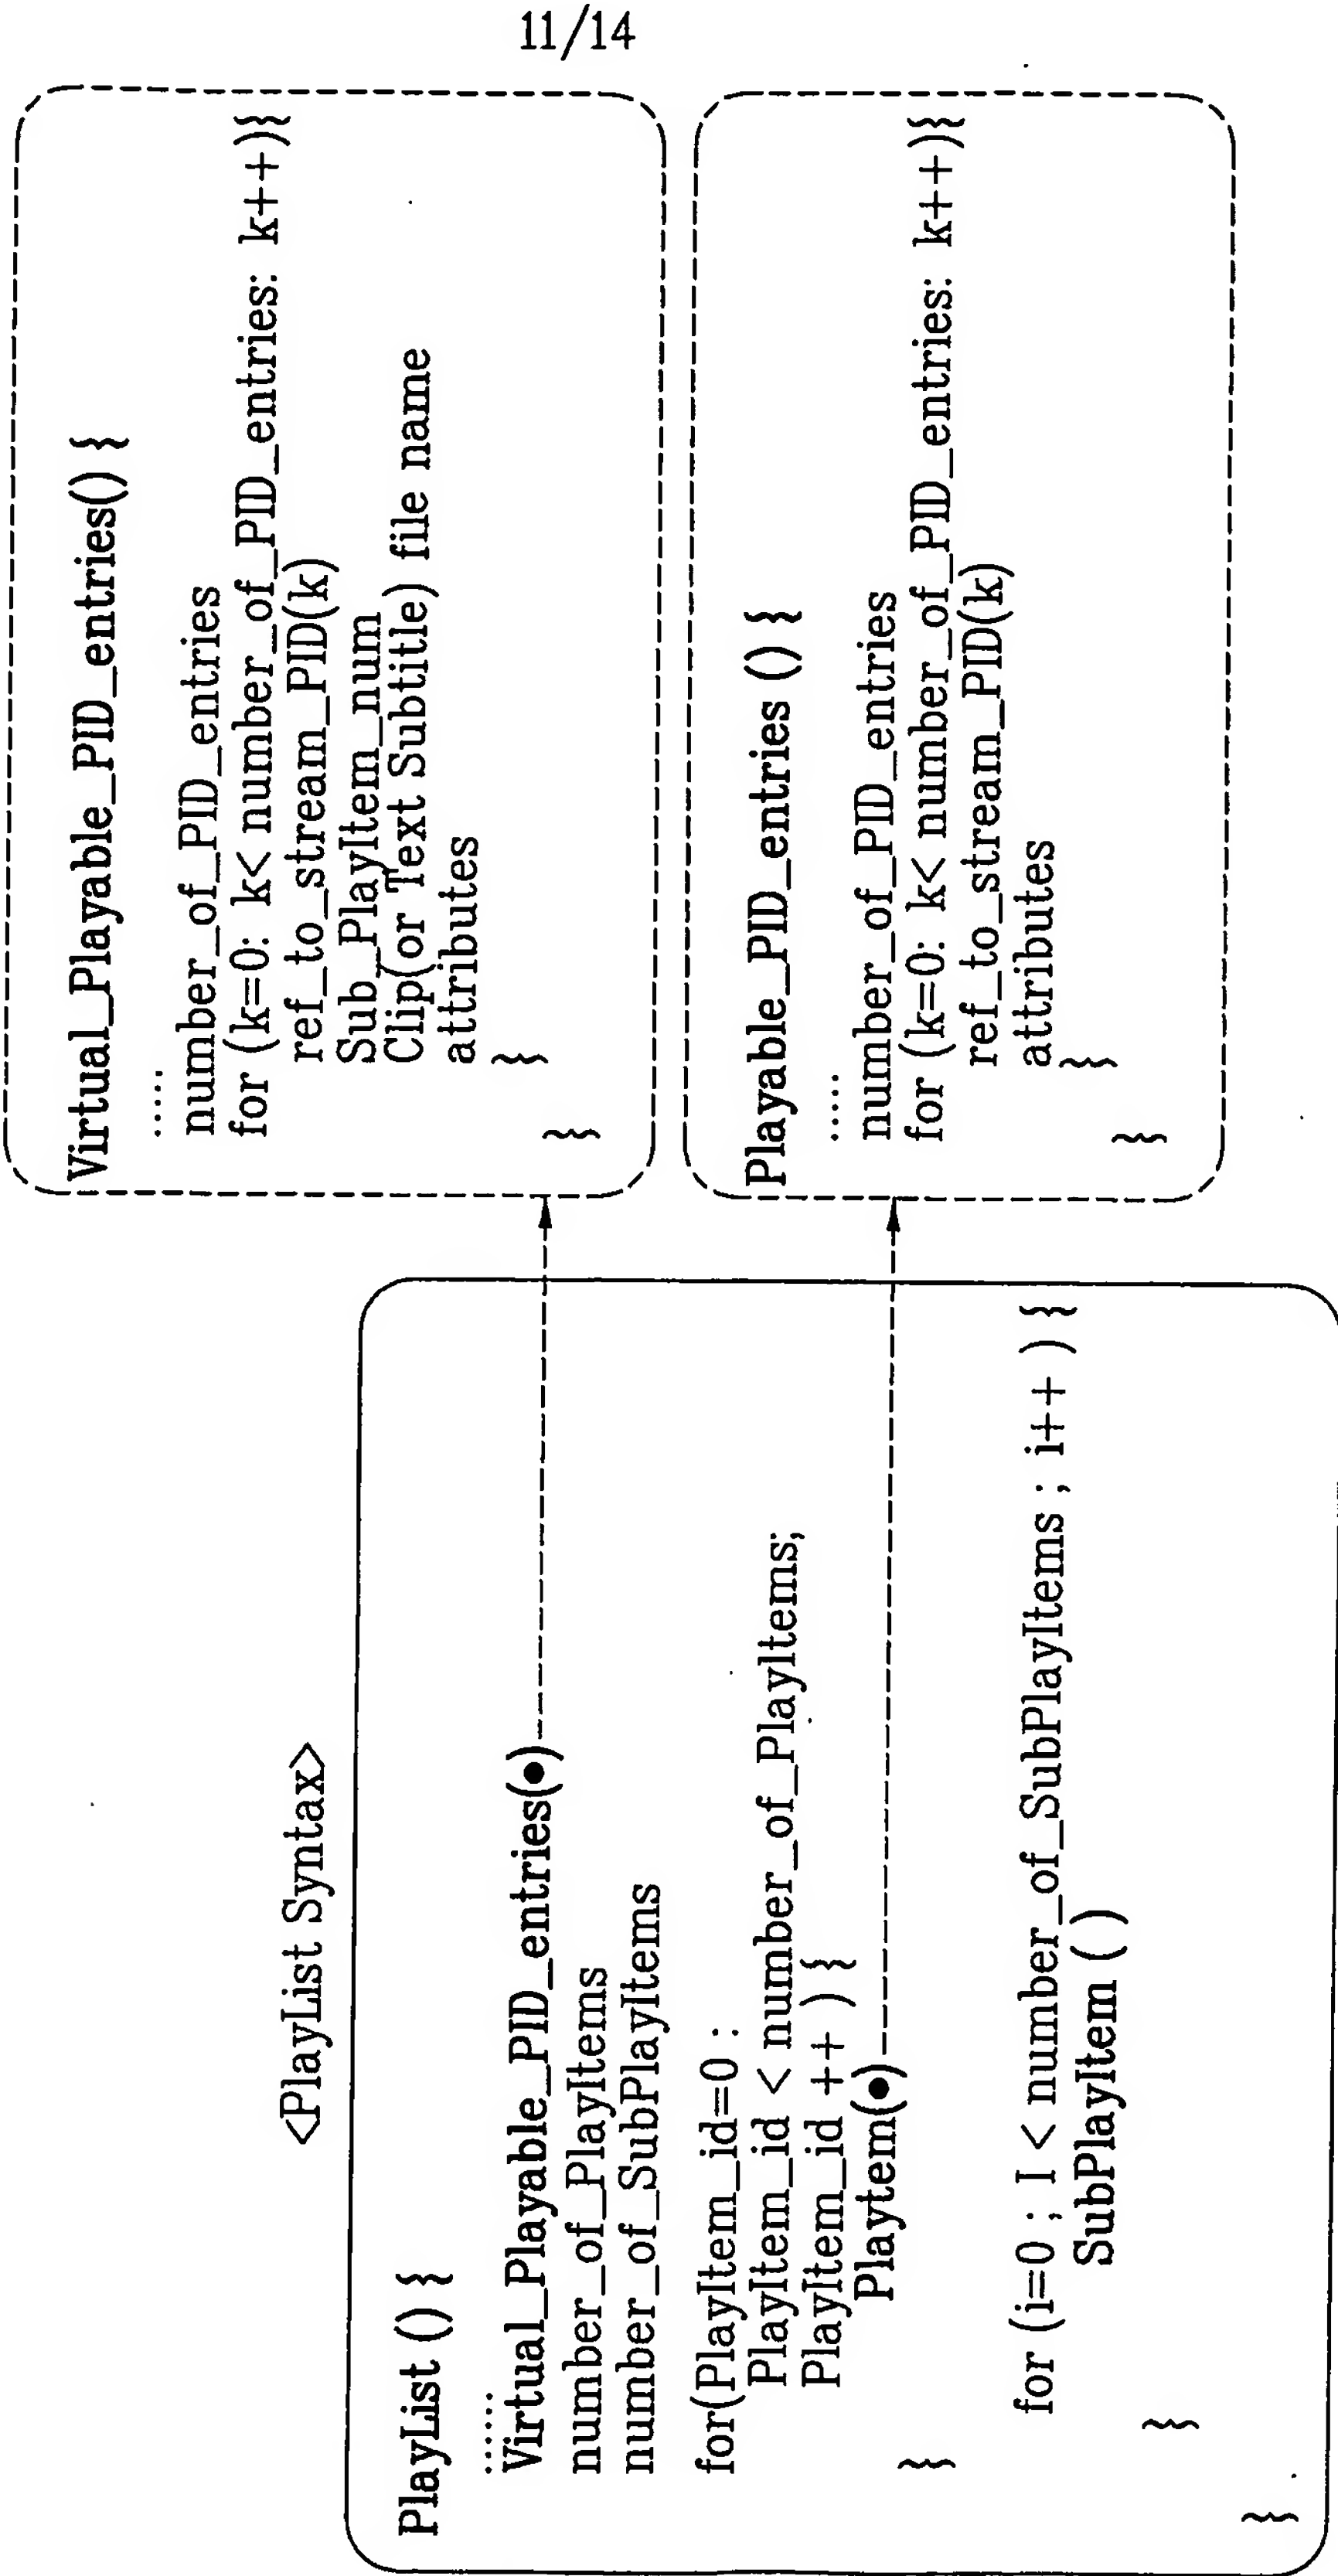 11/14
<PlayList Syntax>
PlayList () {
......
Virtual_Playable_PID_entries(●)
number_of_PlayItems
number_of_SubPlayItems
for(PlayItem_id=0 :
PlayItem_id < number_of_PlayItems;
PlayItem_id ++ ) {
Playtem(●)
}
for (i=0 ; I < number_of_SubPlayItems ; i++ ) {
SubPlayItem ( )
}
}
Virtual_Playable_PID_entries() {
.....
number_of_PID_entries
for (k=0: k< number_of_PID_entries: k++){
ref_to_stream_PID(k)
Sub_PlayItem_num
Clip(or Text Subtitle) file name
attributes
}
}
Playable_PID_entries () {
.....
number_of_PID_entries
for (k=0: k< number_of_PID_entries: k++){
ref_to_stream_PID(k)
attributes
}
}